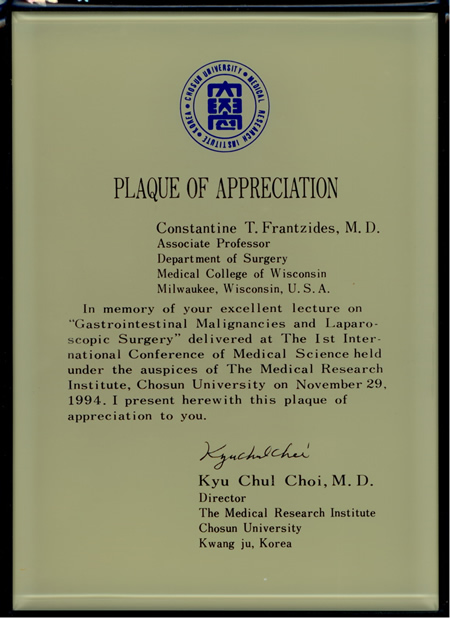 CHOSUN UNIVERSITY • MEDICAL RESEARCH INSTITUTE • KOREA •
PLAQUE OF APPRECIATION
Constantine T. Frantzides, M. D.
Associate Professor
Department of Surgery
Medical College of Wisconsin
Milwaukee, Wisconsin, U. S. A.
In memory of your excellent lecture on
"Gastrointestinal Malignancies and Laparo-
scopic Surgery" delivered at The 1st Inter-
national Conference of Medical Science held
under the auspices of The Medical Research
Institute, Chosun University on November 29,
1994. I present herewith this plaque of
appreciation to you.
Kyuchulchoi
Kyu Chul Choi, M. D.
Director
The Medical Research Institute
Chosun University
Kwang ju, Korea